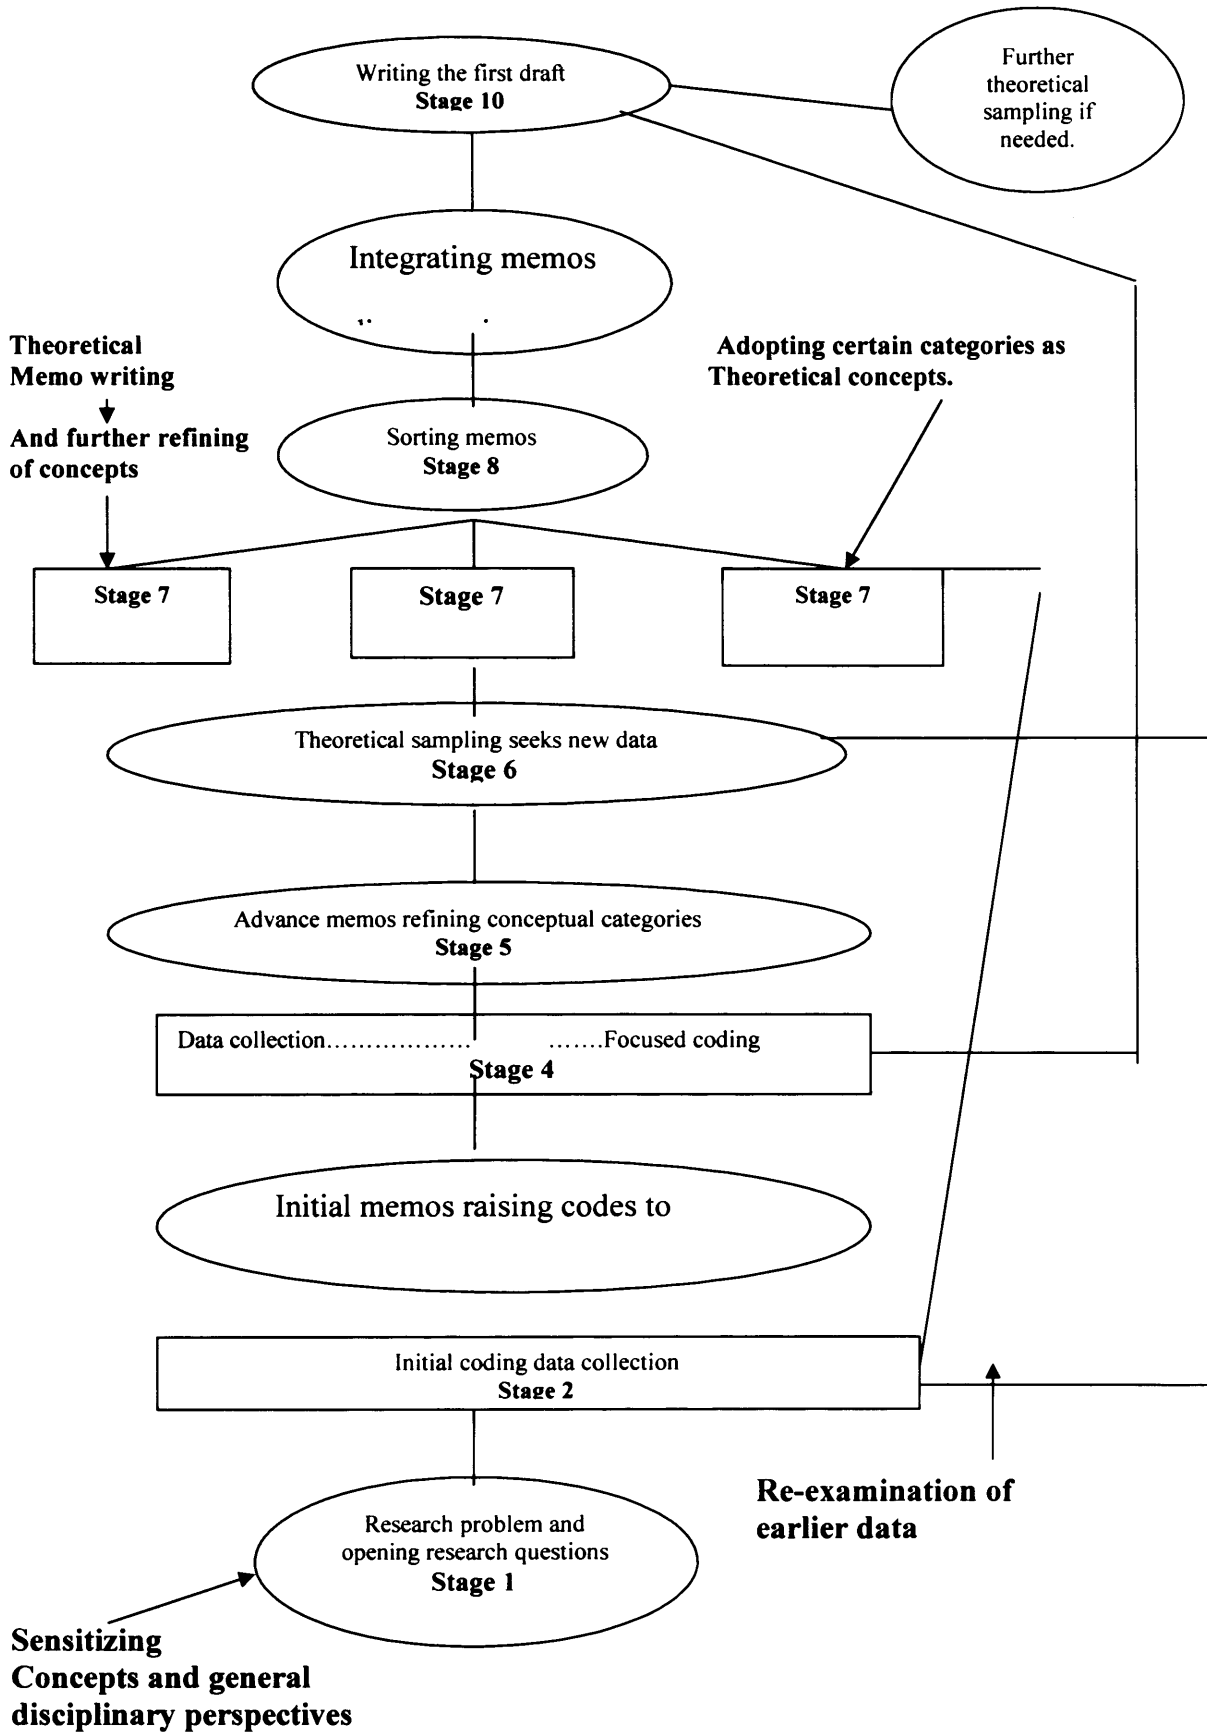 Writing the first draft
Stage 10
Further
theoretical
sampling if
needed.
Integrating memos
Theoretical
Memo writing
And further refining
of concepts
Adopting certain categories as
Theoretical concepts.
Sorting memos
Stage 8
Stage 7
Stage 7
Stage 7
Theoretical sampling seeks new data
Stage 6
Advance memos refining conceptual categories
Stage 5
Data collection……………… …….Focused coding
Stage 4
Initial memos raising codes to
Initial coding data collection
Stage 2
Re-examination of
earlier data
Research problem and
opening research questions
Stage 1
Sensitizing
Concepts and general
disciplinary perspectives